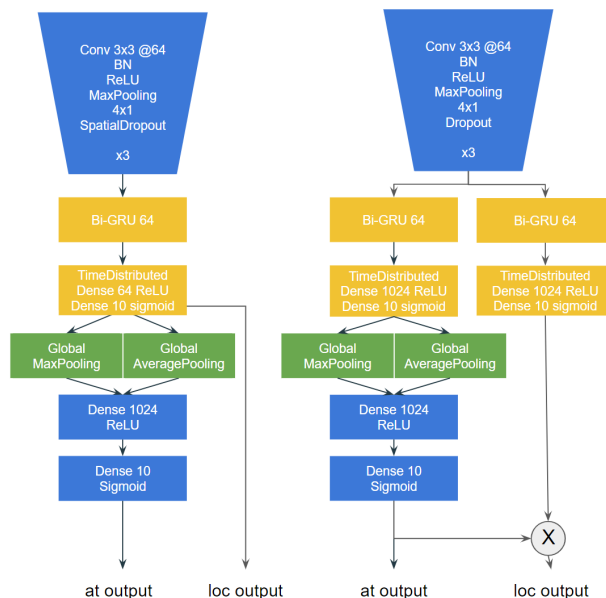 Conv 3x3 @64
BN
ReLU
MaxPooling
4x1
SpatialDropout
x3
Bi-GRU 64
TimeDistributed
Dense 64 ReLU
Dense 10 sigmoid
Global
MaxPooling
Global
AveragePooling
Dense 1024
ReLU
Dense 10
Sigmoid
at output
loc output
Conv 3x3 @64
BN
ReLU
MaxPooling
4x1
Dropout
x3
Bi-GRU 64
Bi-GRU 64
TimeDistributed
Dense 1024 ReLU
Dense 10 sigmoid
TimeDistributed
Dense 1024 ReLU
Dense 10 sigmoid
Global
MaxPooling
Global
AveragePooling
Dense 1024
ReLU
Dense 10
Sigmoid
X
at output
loc output